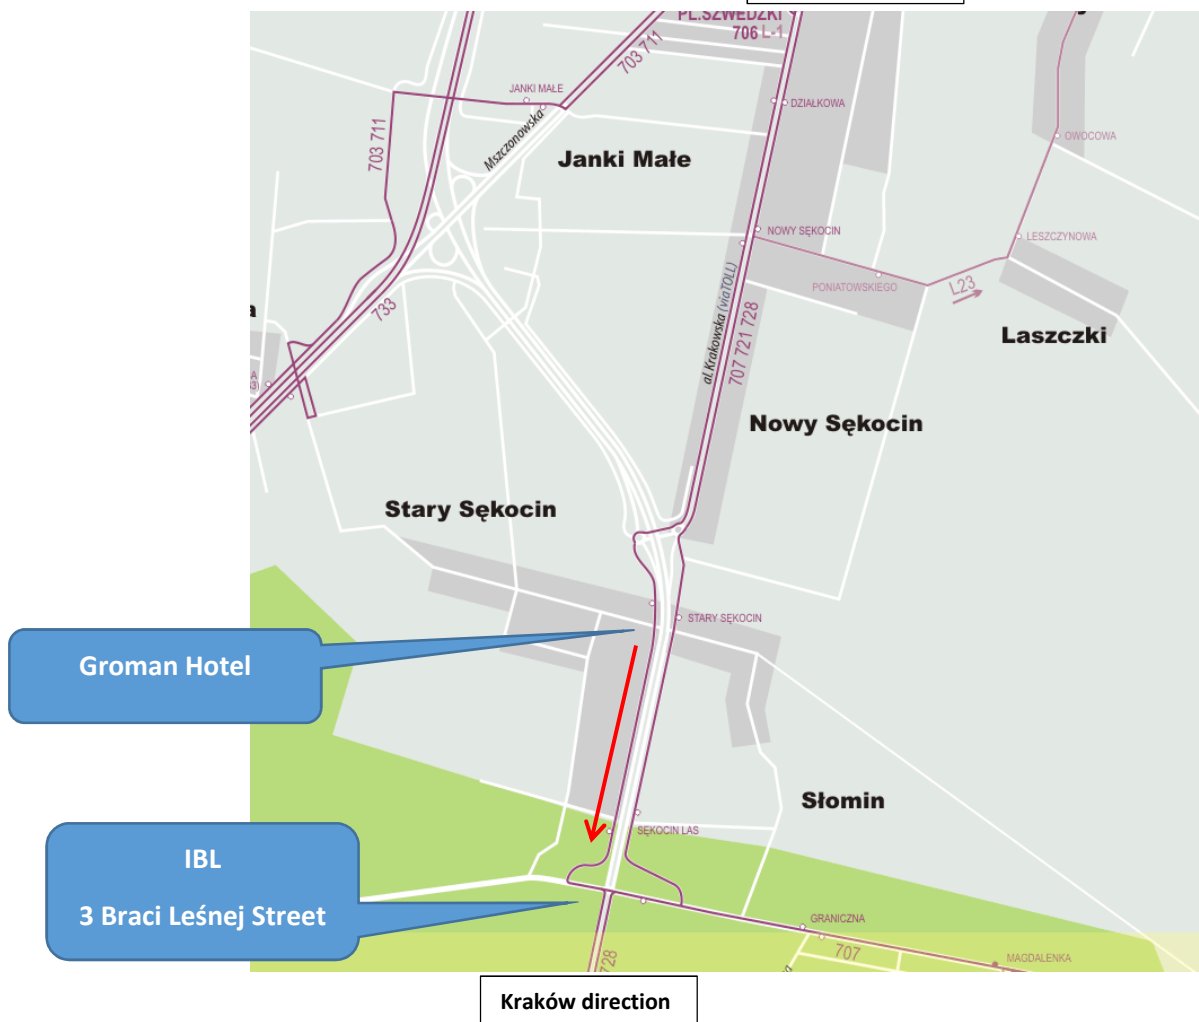 PL.SZWEDZKI
706 L-1
703 711
JANKI MAŁE
DZIAŁKOWA
Mszczonowska
703 711
Janki Małe
OWOCOWA
NOWY SĘKOCIN
LESZCZYNOWA
al. Krakowska (viaTOLL)
PONIATOWSKIEGO
L23
733
a
707 721 728
Laszczki
Nowy Sękocin
Stary Sękocin
STARY SĘKOCIN
Groman Hotel
Słomin
SĘKOCIN LAS
IBL
3 Braci Leśnej Street
GRANICZNA
707
728
MAGDALENKA
Kraków direction